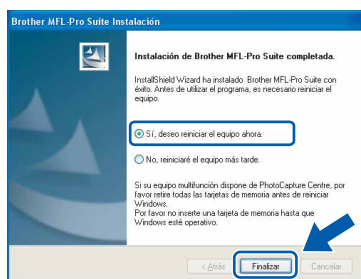 Brother MFL-Pro Suite Instalación
Instalación de Brother MFL-Pro Suite completada.
InstallShield Wizard ha instalado Brother MFL-Pro Suite con
éxito. Antes de utilizar el programa, es necesario reiniciar el
equipo.
Sí, deseo reiniciar el equipo ahora.
No, reiniciaré el equipo más tarde.
Si su equipo multifunción dispone de PhotoCapture Centre, por
favor retire todas las tarjetas de memoria antes de reiniciar
Windows.
Por favor no inserte una tarjeta de memoria hasta que
Windows esté operativo.
< Atrás Finalizar Cancelar